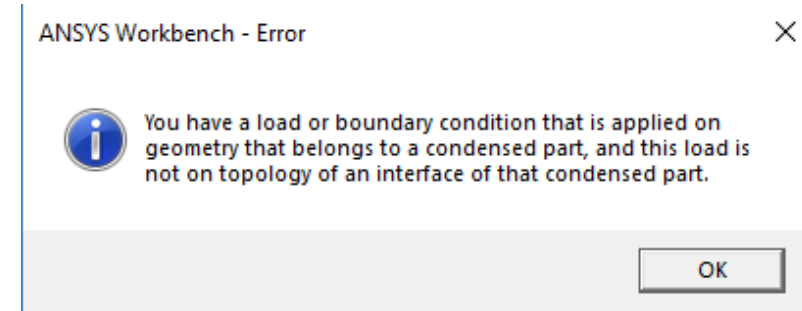 ANSYS Workbench - Error
You have a load or boundary condition that is applied on
geometry that belongs to a condensed part, and this load is
not on topology of an interface of that condensed part.
OK